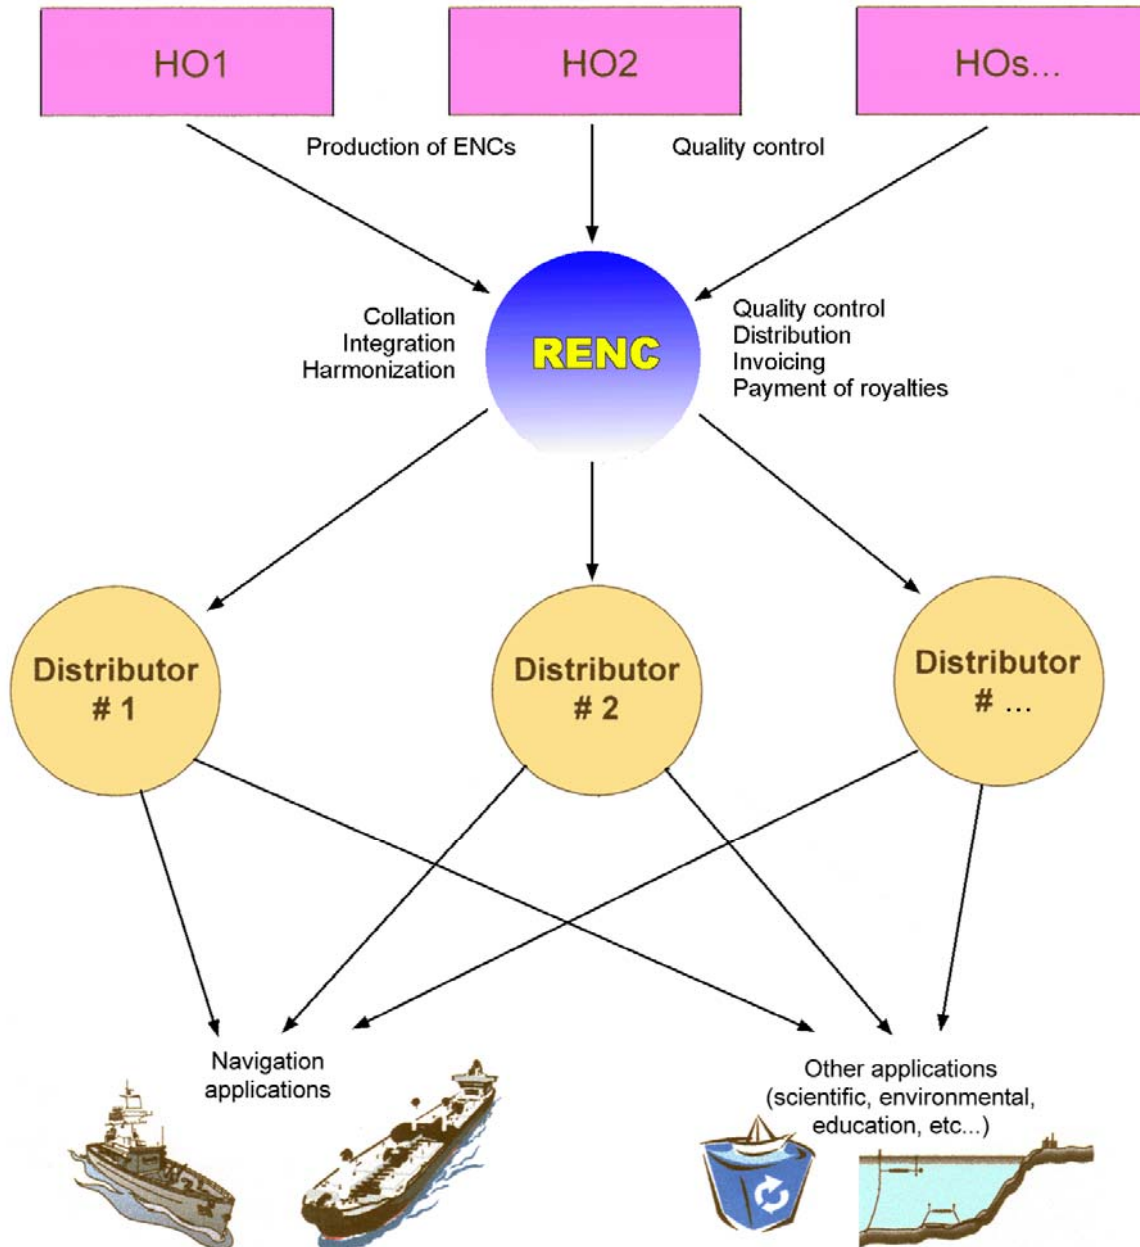 HO1
HO2
HOs...
Production of ENCs
Quality control
Collation
Integration
Harmonization
RENC
Quality control
Distribution
Invoicing
Payment of royalties
Distributor
# 1
Distributor
# 2
Distributor
# ...
Navigation
applications
Other applications
(scientific, environmental,
education, etc...)